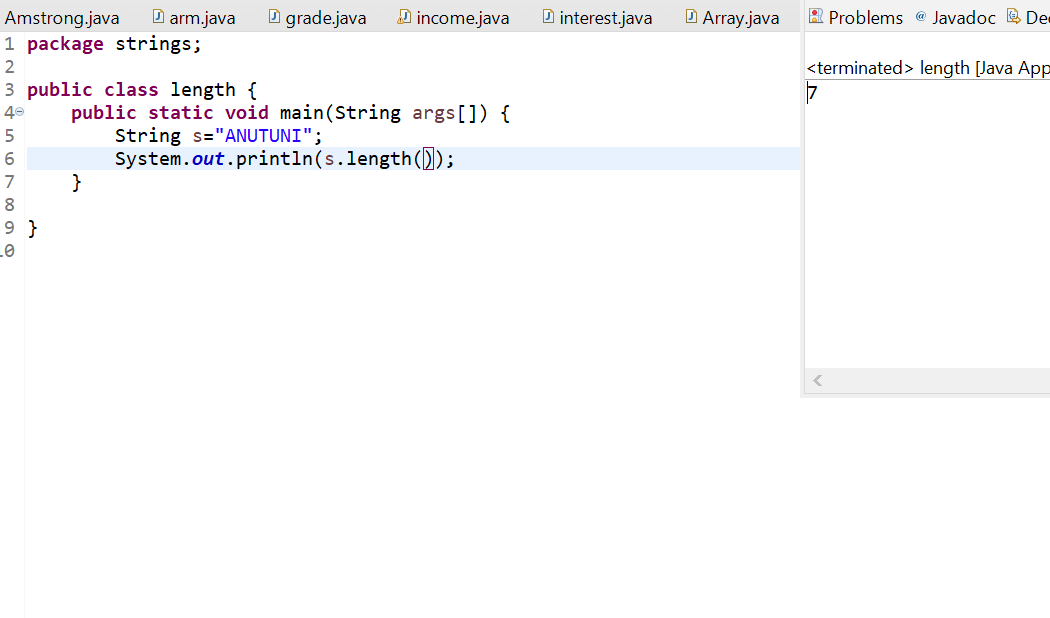 Amstrong.java arm.java grade.java income.java interest.java Array.java
1 package strings;
2
3 public class length {
4 public static void main(String args[]) {
5 String s="ANUTUNI";
6 System.out.println(s.length());
7 }
8
9 }
10
Problems @ Javadoc De
<terminated> length [Java App
7